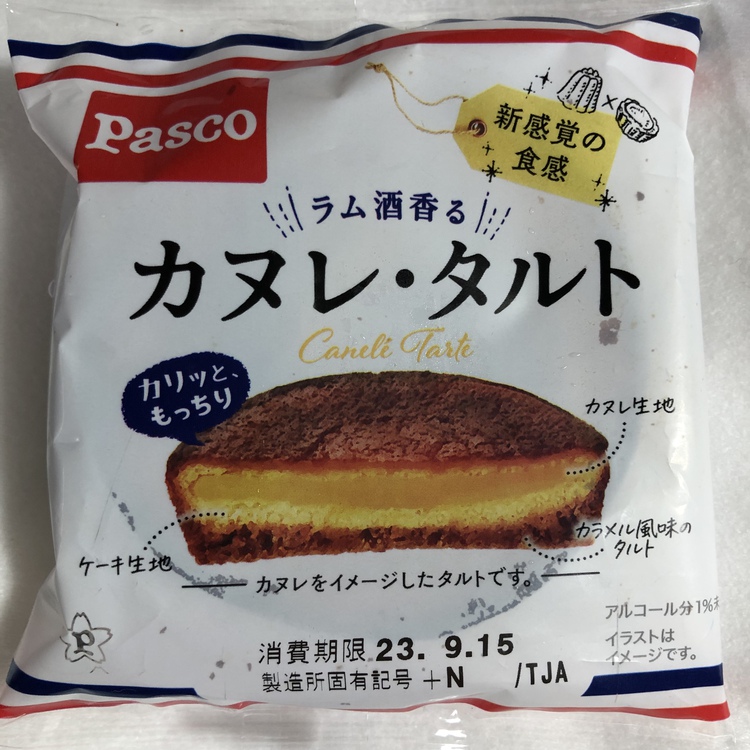 Pasco
新感覚の
食感
ラム酒香る
カヌレ・タルト
Canelé Tarte
カリッと、
もっちり
カヌレ生地
カラメル風味の
タルト
ケーキ生地
カヌレをイメージしたタルトです。
アルコール分1%未
イラストは
イメージです。
P
消費期限 23. 9.15
製造所固有記号 +N /TJA